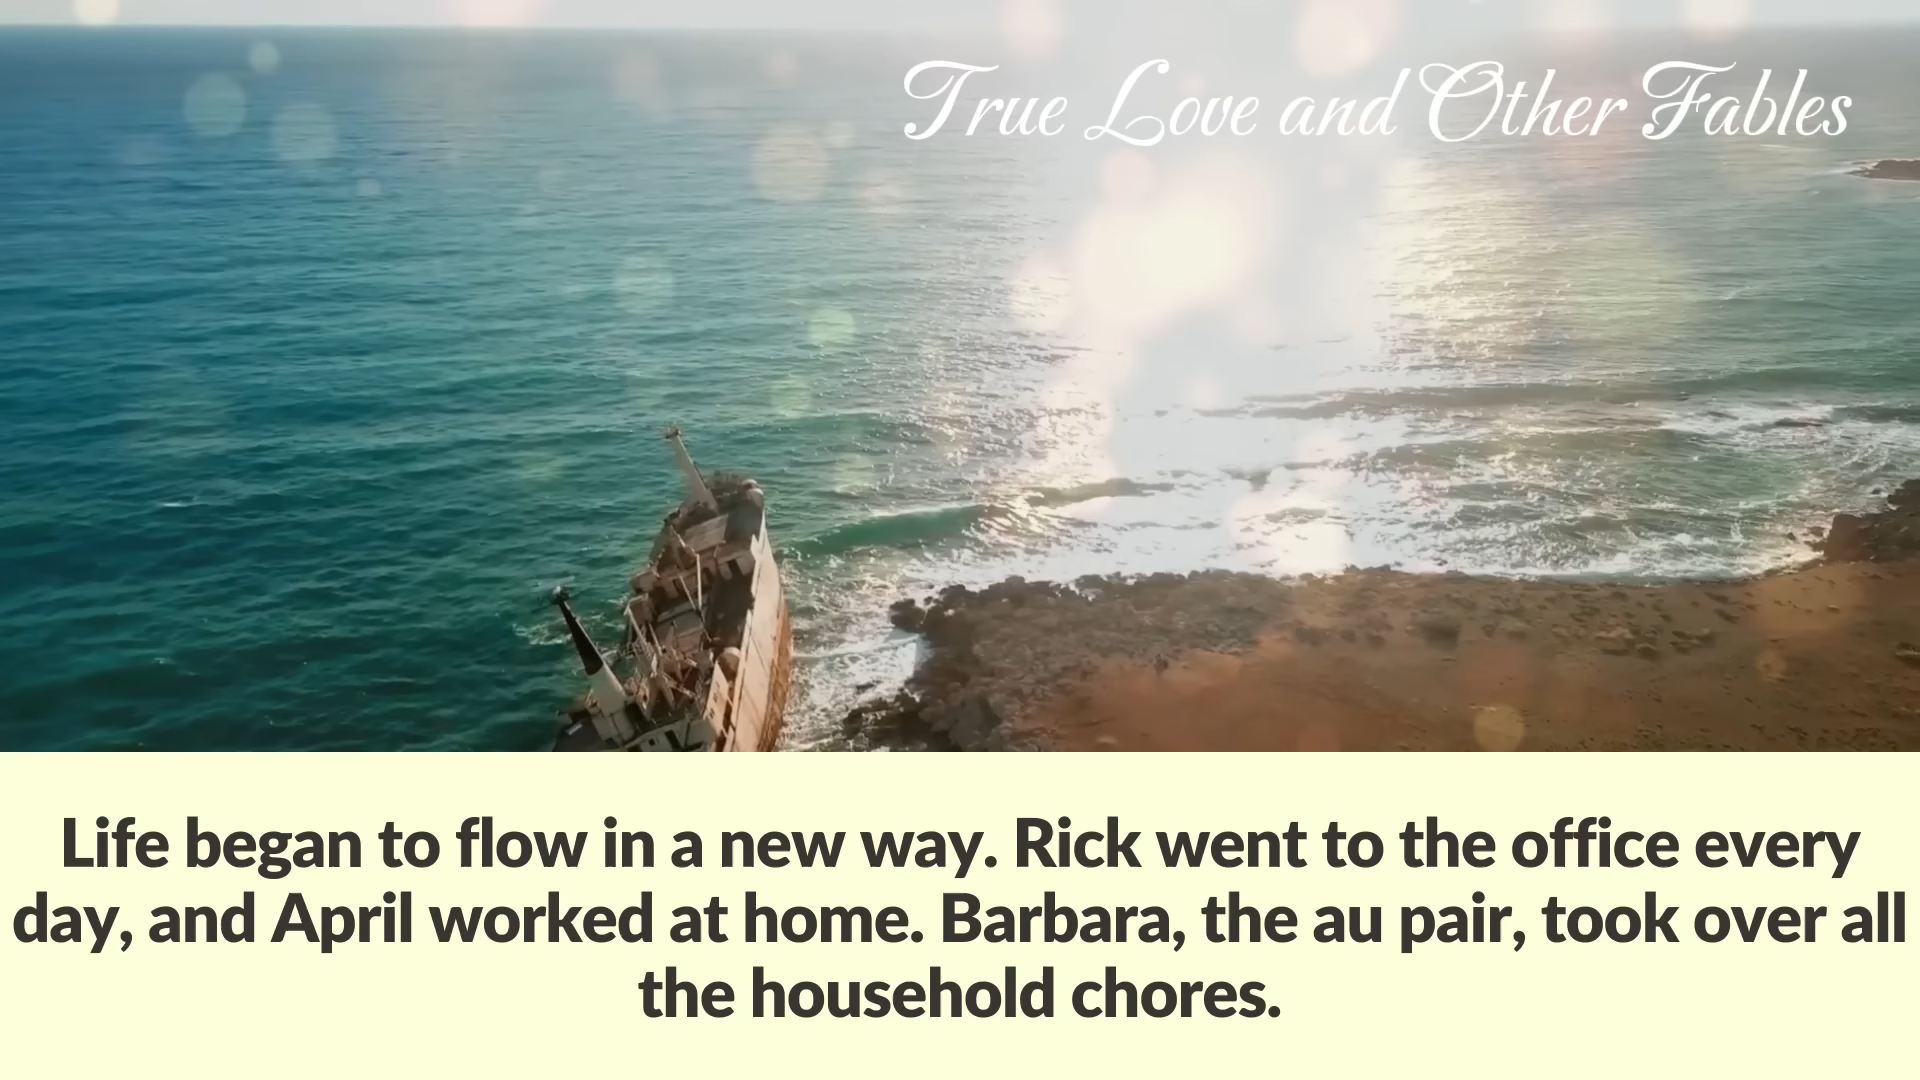 True Love and Other Fables
Life began to flow in a new way. Rick went to the office every
day, and April worked at home. Barbara, the au pair, took over all
the household chores.